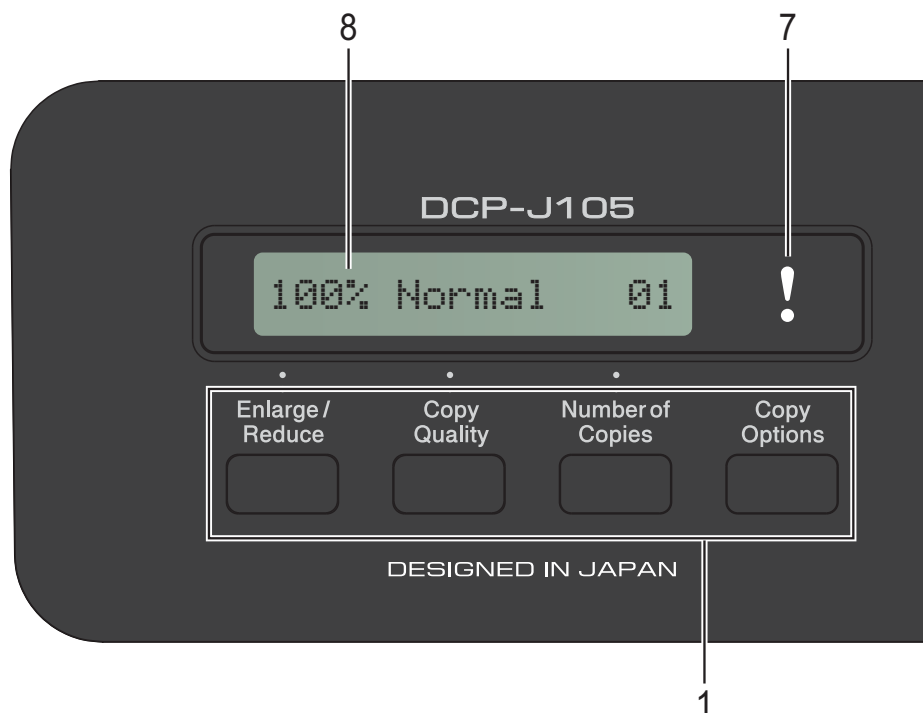 8 7
DCP-J105
100% Normal 01
!
Enlarge/ Copy Number of Copy
Reduce Quality Copies Options
DESIGNED IN JAPAN
1